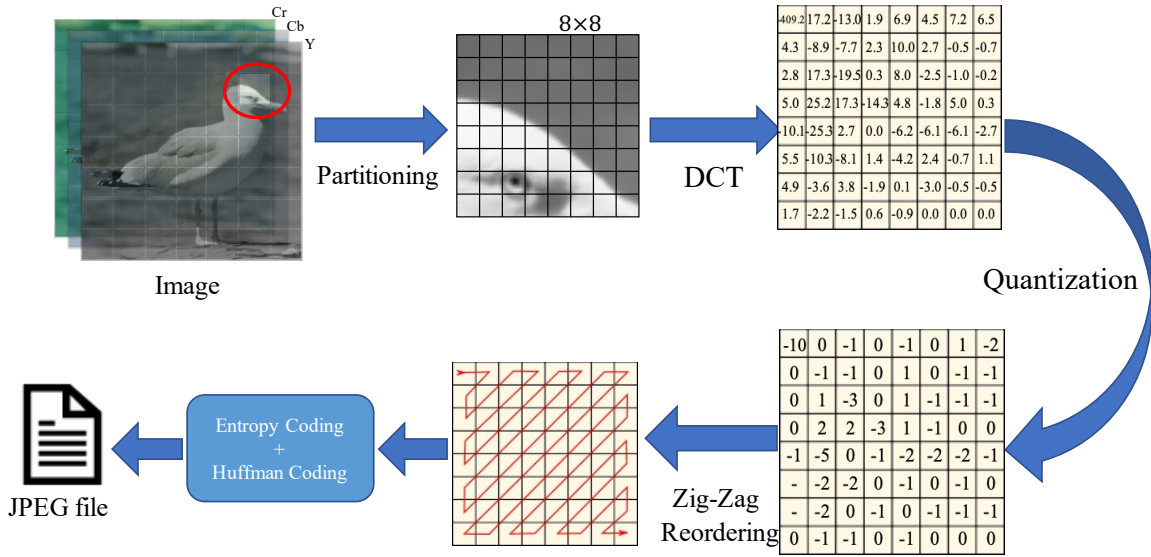 Cr
Cb
Y
Image
Partitioning
8×8
DCT
-409.2 17.2 -13.0 1.9 6.9 4.5 7.2 6.5
4.3 -8.9 -7.7 2.3 10.0 2.7 -0.5 -0.7
2.8 17.3 -19.5 0.3 8.0 -2.5 -1.0 -0.2
5.0 25.2 17.3 -14.3 4.8 -1.8 5.0 0.3
-10.1 -25.3 2.7 0.0 -6.2 -6.1 -6.1 -2.7
5.5 -10.3 -8.1 1.4 -4.2 2.4 -0.7 1.1
4.9 -3.6 3.8 -1.9 0.1 -3.0 -0.5 -0.5
1.7 -2.2 -1.5 0.6 -0.9 0.0 0.0 0.0
Quantization
-10 0 -1 0 -1 0 1 -2
0 -1 -1 0 1 0 -1 -1
0 1 -3 0 1 -1 -1 -1
0 2 2 -3 1 -1 0 0
-1 -5 0 -1 -2 -2 -2 -1
- -2 -2 0 -1 0 -1 0
- -2 0 -1 0 -1 -1 -1
0 -1 -1 0 -1 0 0 0
Zig-Zag
Reordering
Entropy Coding
+
Huffman Coding
JPEG file